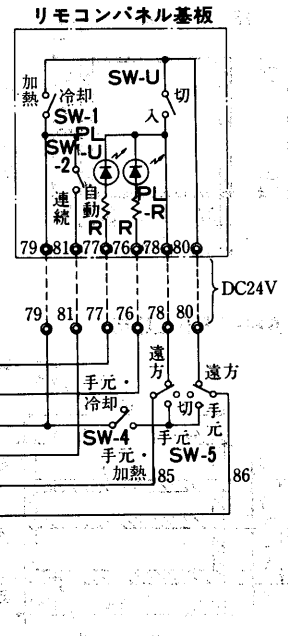 リモコンパネル基板
SW-U
加熱
冷却
切
SW-1
入
PL
-U
SW
-2
自動
PL
-R
連続
R
R
79
81
77
76
78
80
DC24V
79
81
77
76
78
80
遠方
遠方
手元・
冷却
切
手元
SW-4
手元
SW-5
手元・
加熱
85
86